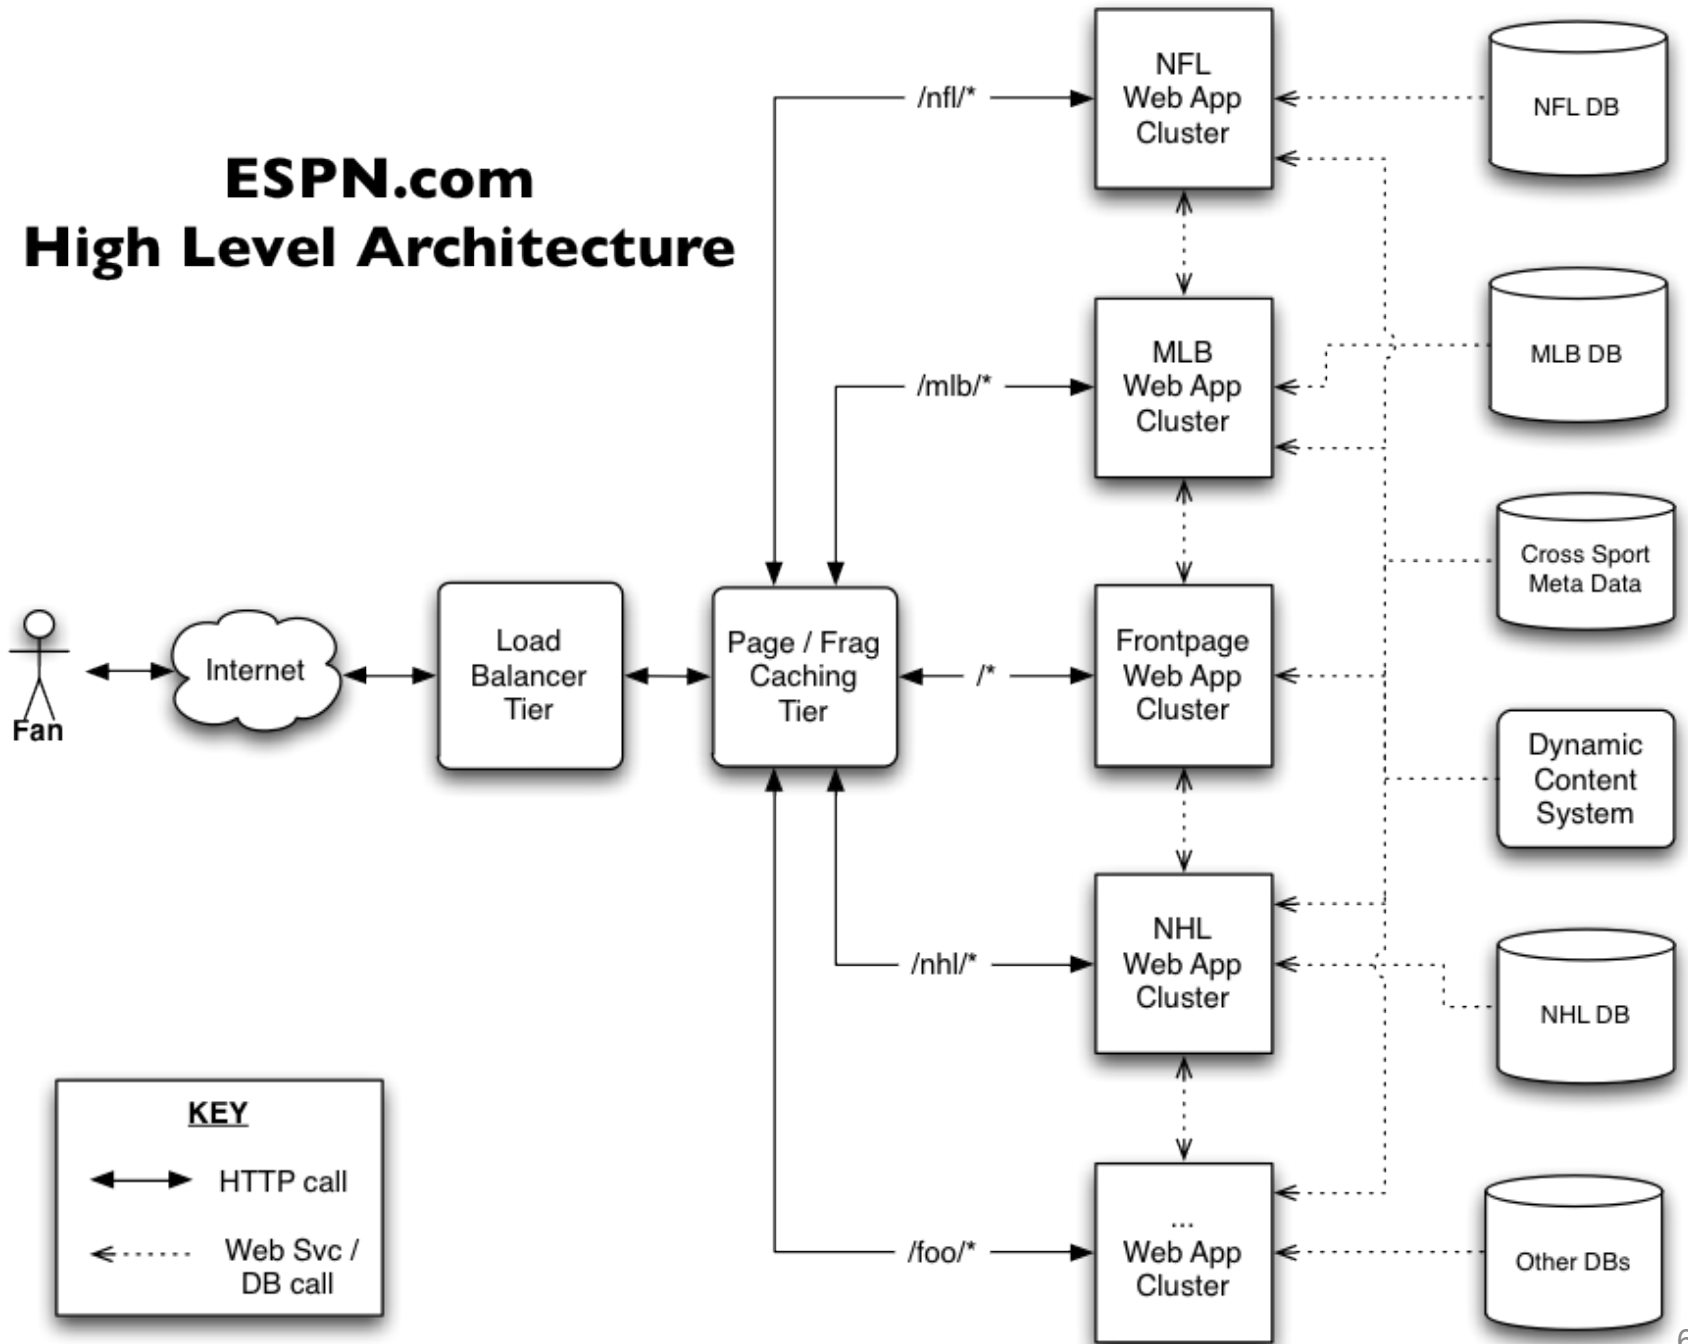 ESPN.com
High Level Architecture
NFL
Web App
Cluster
/nfl/*
NFL DB
MLB
Web App
Cluster
/mlb/*
MLB DB
Cross Sport
Meta Data
Fan
Internet
Load
Balancer
Tier
Page / Frag
Caching
Tier
/*
Frontpage
Web App
Cluster
Dynamic
Content
System
/nhl/*
NHL
Web App
Cluster
NHL DB
/foo/*
...
Web App
Cluster
Other DBs
KEY
HTTP call
Web Svc /
DB call